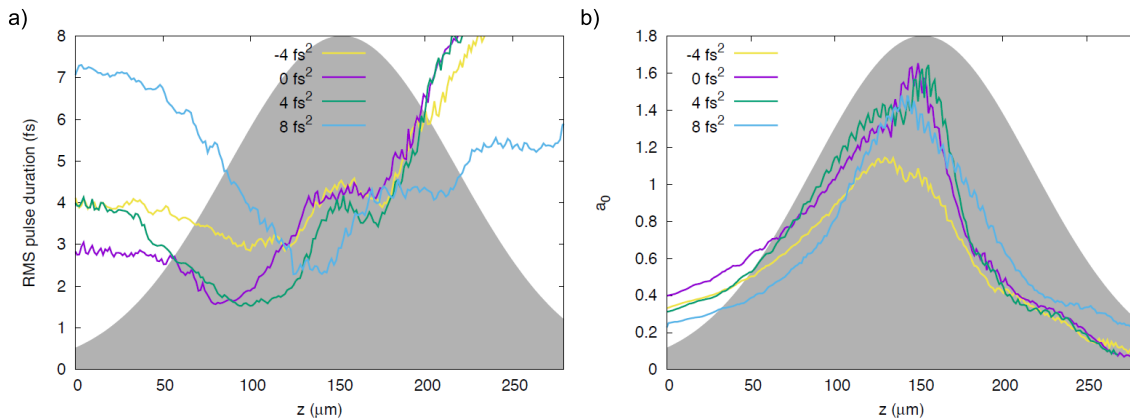 a)
RMS pulse duration (fs)
8
7
6
5
4
3
2
1
0
-4 fs²
0 fs²
4 fs²
8 fs²
0 50 100 150 200 250
z (μm)
b)
a₀
1.8
1.6
1.4
1.2
1
0.8
0.6
0.4
0.2
0
-4 fs²
0 fs²
4 fs²
8 fs²
0 50 100 150 200 250
z (μm)